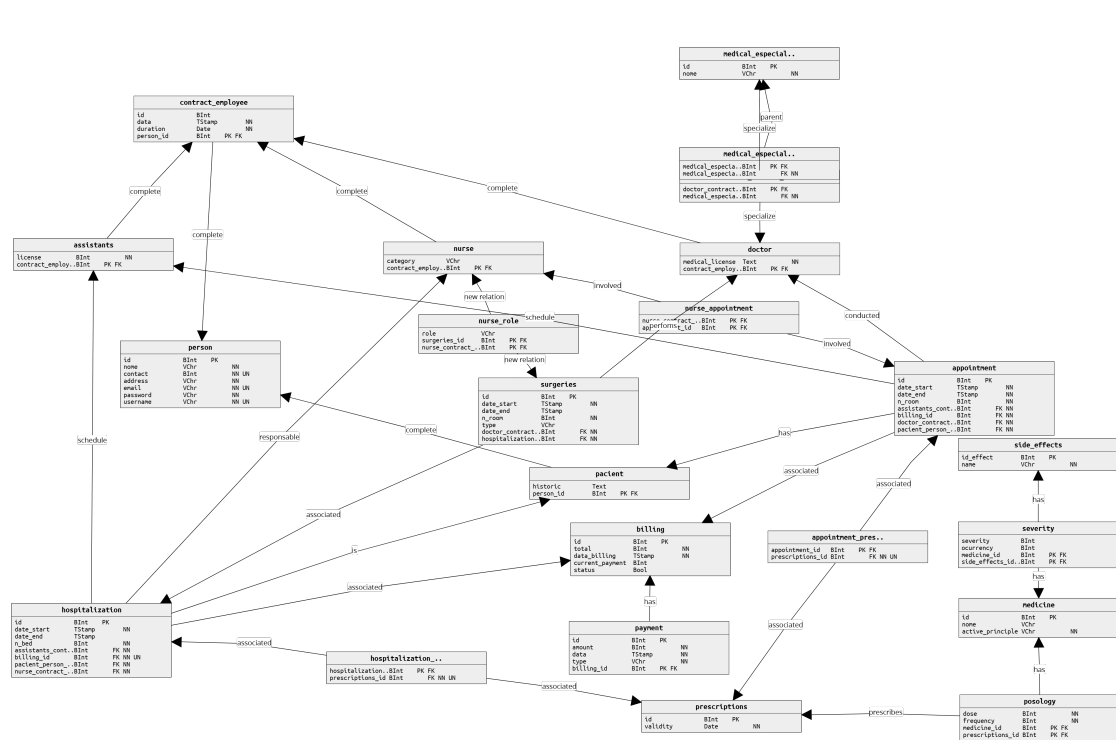 medical_especial..
id BInt PK
nome VChr NN
contract_employee
id BInt
data TStamp NN
duration Date NN
person_id BInt PK FK
parent
specialize
medical_especial..
medical_especia..BInt PK FK
medical_especia..BInt FK NN
doctor_contract..BInt PK FK
medical_especia..BInt FK NN
complete
complete
complete
complete
specialize
assistants
license BInt NN
contract_employ..BInt PK FK
nurse
category VChr
contract_employ..BInt PK FK
doctor
medical_license Text NN
contract_employ..BInt PK FK
involved
new relation
nurse_role
role VChr
surgeries_id BInt PK FK
nurse_contract_..BInt PK FK
schedule
nurse_appointment
nurse_contract_..BInt PK FK
_id BInt PK FK
performs
conducted
involved
person
id BInt PK
nome VChr NN
contact BInt NN UN
address VChr NN
email VChr NN UN
password VChr NN
username VChr NN UN
new relation
surgeries
id BInt PK
date_start TStamp NN
date_end TStamp
n_room BInt NN
type VChr
doctor_contract..BInt FK NN
hospitalization..BInt FK NN
appointment
id BInt PK
date_start TStamp NN
date_end TStamp NN
n_room BInt NN
assistants_cont..BInt FK NN
billing_id BInt FK NN
doctor_contract..BInt FK NN
pacient_person_..BInt FK NN
schedule
responsable
complete
has
side_effects
id_effect BInt PK
name VChr NN
pacient
historic Text
person_id BInt PK FK
associated
associated
has
associated
billing
id BInt PK
total BInt NN
data_billing TStamp NN
current_payment BInt
status Bool
appointment_pres..
appointment_id BInt PK FK
prescriptions_id BInt FK NN UN
severity
severity BInt
ocurrency BInt
medicine_id BInt PK FK
side_effects_id..BInt PK FK
is
has
associated
has
hospitalization
id BInt PK
date_start TStamp NN
date_end TStamp
n_bed BInt NN
assistants_cont..BInt FK NN
billing_id BInt FK NN UN
pacient_person_..BInt FK NN
nurse_contract_..BInt FK NN
medicine
id BInt PK
nome VChr
active_principle VChr NN
payment
id BInt PK
amount BInt NN
data TStamp NN
type VChr NN
billing_id BInt PK FK
associated
associated
has
hospitalization_..
hospitalization..BInt PK FK
prescriptions_id BInt FK NN UN
associated
prescriptions
id BInt PK
validity Date NN
prescribes
posology
dose BInt NN
frequency BInt NN
medicine_id BInt PK FK
prescriptions_id BInt PK FK